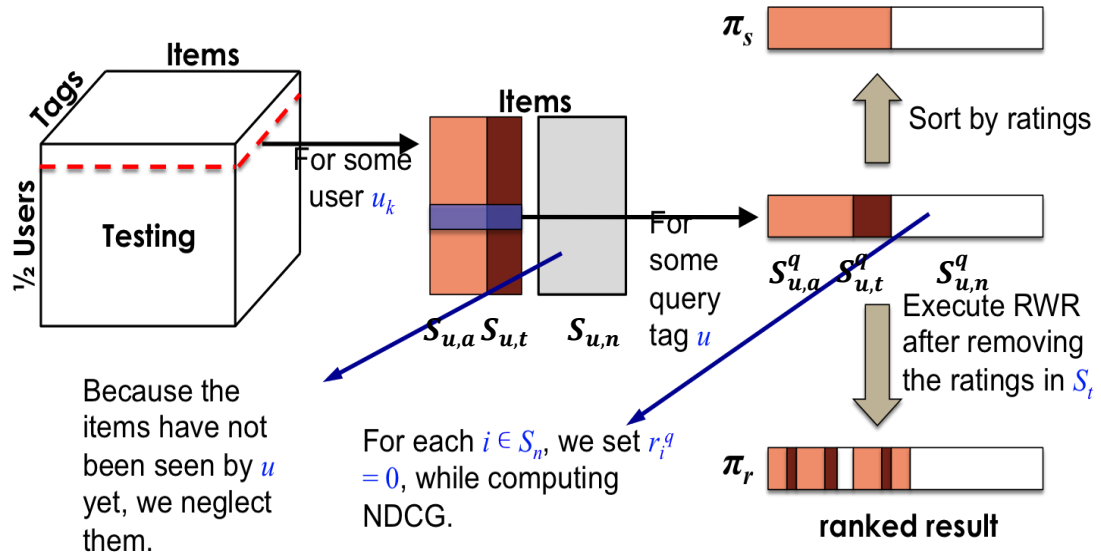 Items
Tags
½ Users
Testing
For some
user u_k
Items
S_{u,a} S_{u,t} S_{u,n}
For
some
query
tag u
π_s
Sort by ratings
S^q_{u,a} S^q_{u,t} S^q_{u,n}
Execute RWR
after removing
the ratings in S_t
π_r
ranked result
Because the
items have not
been seen by u
yet, we neglect
them.
For each i ∈ S_n, we set r_i^q
= 0, while computing
NDCG.